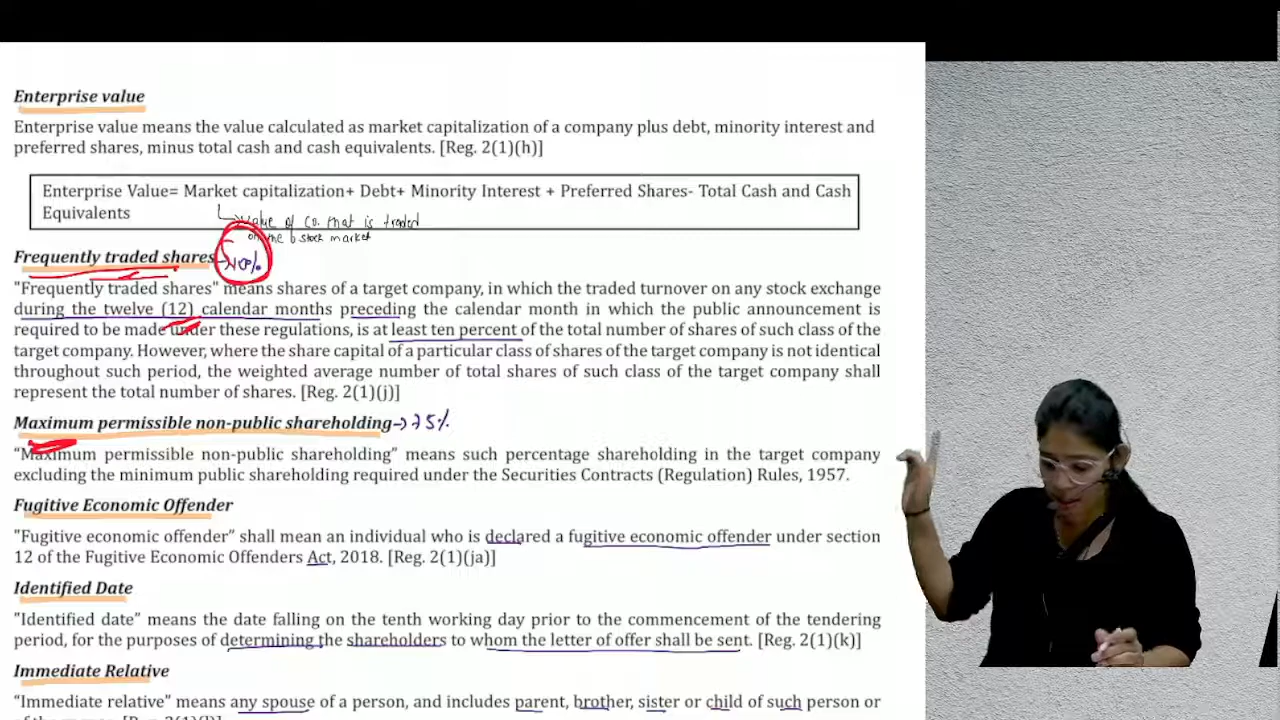 Enterprise value
Enterprise value means the value calculated as market capitalization of a company plus debt, minority interest and
preferred shares, minus total cash and cash equivalents. [Reg. 2(1)(h)]
Enterprise Value= Market capitalization+ Debt+ Minority Interest + Preferred Shares- Total Cash and Cash
Equivalents
value of Co. that is traded
on the stock market
Frequently traded shares
"Frequently traded shares" means shares of a target company, in which the traded turnover on any stock exchange
during the twelve (12) calendar months preceding the calendar month in which the public announcement is
required to be made under these regulations, is at least ten percent of the total number of shares of such class of the
target company. However, where the share capital of a particular class of shares of the target company is not identical
throughout such period, the weighted average number of total shares of such class of the target company shall
represent the total number of shares. [Reg. 2(1)(j)]
Maximum permissible non-public shareholding → 75%
“Maximum permissible non-public shareholding” means such percentage shareholding in the target company
excluding the minimum public shareholding required under the Securities Contracts (Regulation) Rules, 1957.
Fugitive Economic Offender
"Fugitive economic offender” shall mean an individual who is declared a fugitive economic offender under section
12 of the Fugitive Economic Offenders Act, 2018. [Reg. 2(1)(ja)]
Identified Date
"Identified date” means the date falling on the tenth working day prior to the commencement of the tendering
period, for the purposes of determining the shareholders to whom the letter of offer shall be sent. [Reg. 2(1)(k)]
Immediate Relative
“Immediate relative” means any spouse of a person, and includes parent, brother, sister or child of such person or